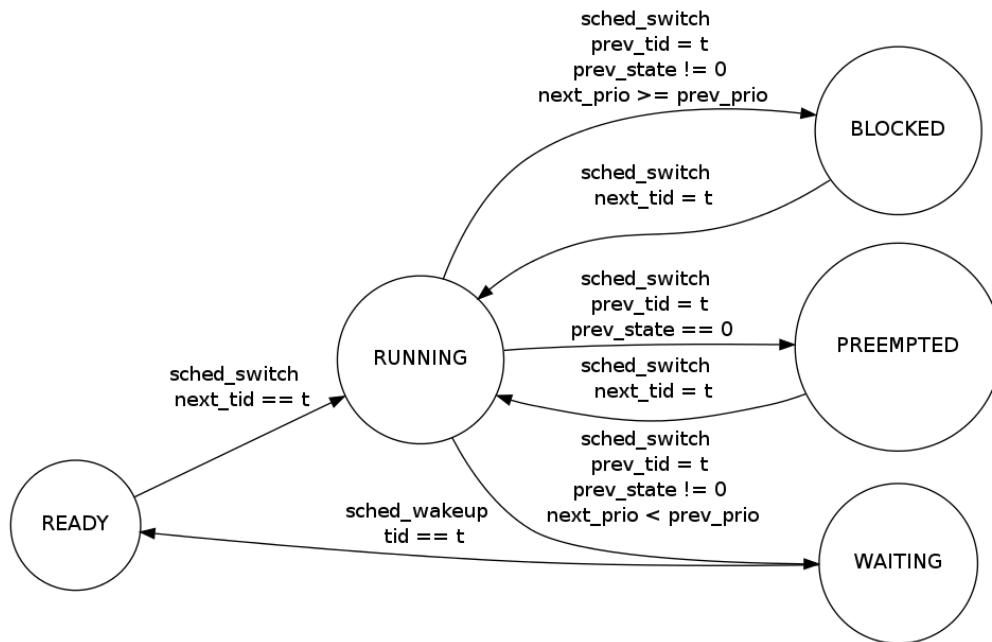 sched_switch
prev_tid = t
prev_state != 0
next_prio >= prev_prio
BLOCKED
sched_switch
next_tid = t
sched_switch
prev_tid = t
prev_state == 0
RUNNING
PREEMPTED
sched_switch
next_tid = t
sched_switch
next_tid == t
sched_switch
prev_tid = t
prev_state != 0
next_prio < prev_prio
READY
sched_wakeup
tid == t
WAITING